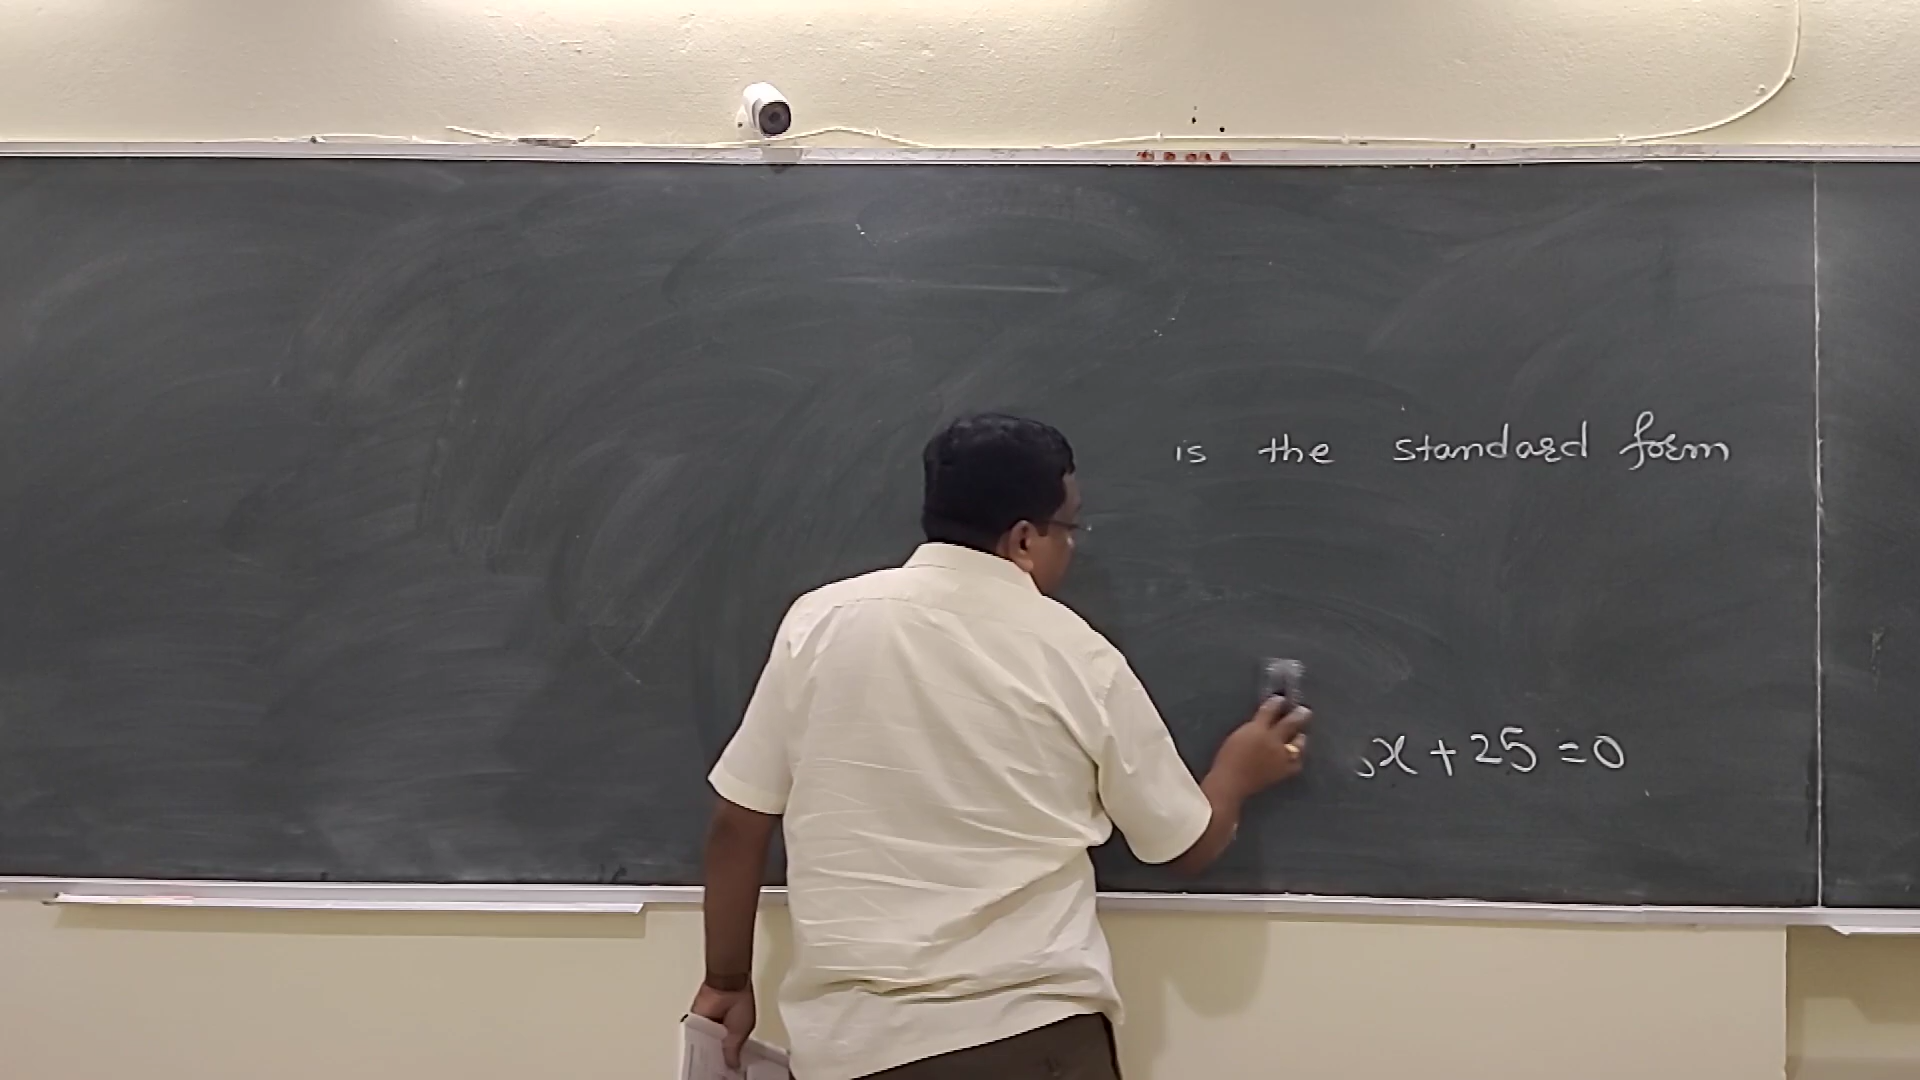 is the standard form
x + 25 = 0